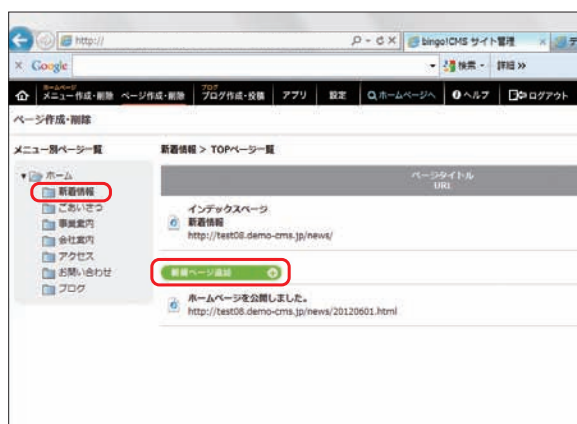 http://
bingo!CMS サイト管理
Google
検索
詳細 »
ホームページ
メニュー作成・削除
ページ作成・削除
ブログ
ブログ作成・投稿
アプリ
設定
ホームページへ
ヘルプ
ログアウト
ページ作成・削除
メニュー別ページ一覧
新着情報 > TOPページ一覧
ホーム
新着情報
ごあいさつ
事業案内
会社案内
アクセス
お問い合わせ
ブログ
ページタイトル
URL
インデックスページ
新着情報
http://test08.demo-cms.jp/news/
新規ページ追加
ホームページを公開しました。
http://test08.demo-cms.jp/news/20120601.html